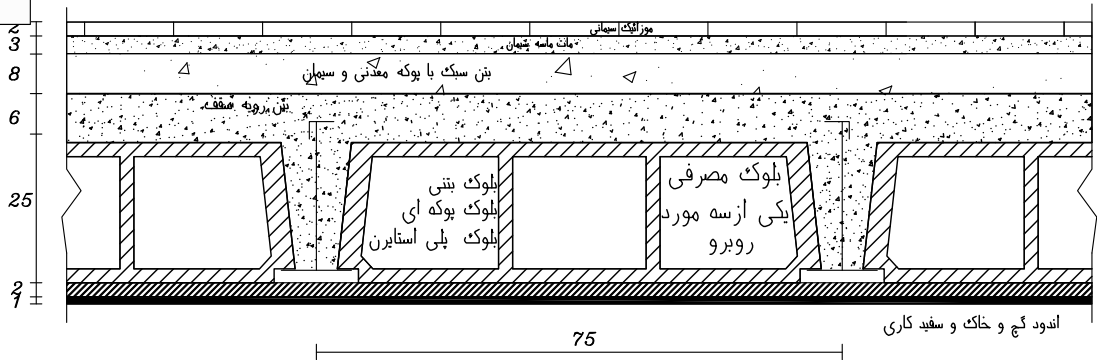 2
موزائیک سیمانی
3
ملات ماسه سیمان
8
بتن سبک با پوکه معدنی و سیمان
6
بتن رویه سقف
25
بلوک بتنی
بلوک پوکه ای
بلوک پلی استایرن
بلوک مصرفی
یکی ازسه مورد
روبرو
2
1
اندود گچ و خاک و سفید کاری
75